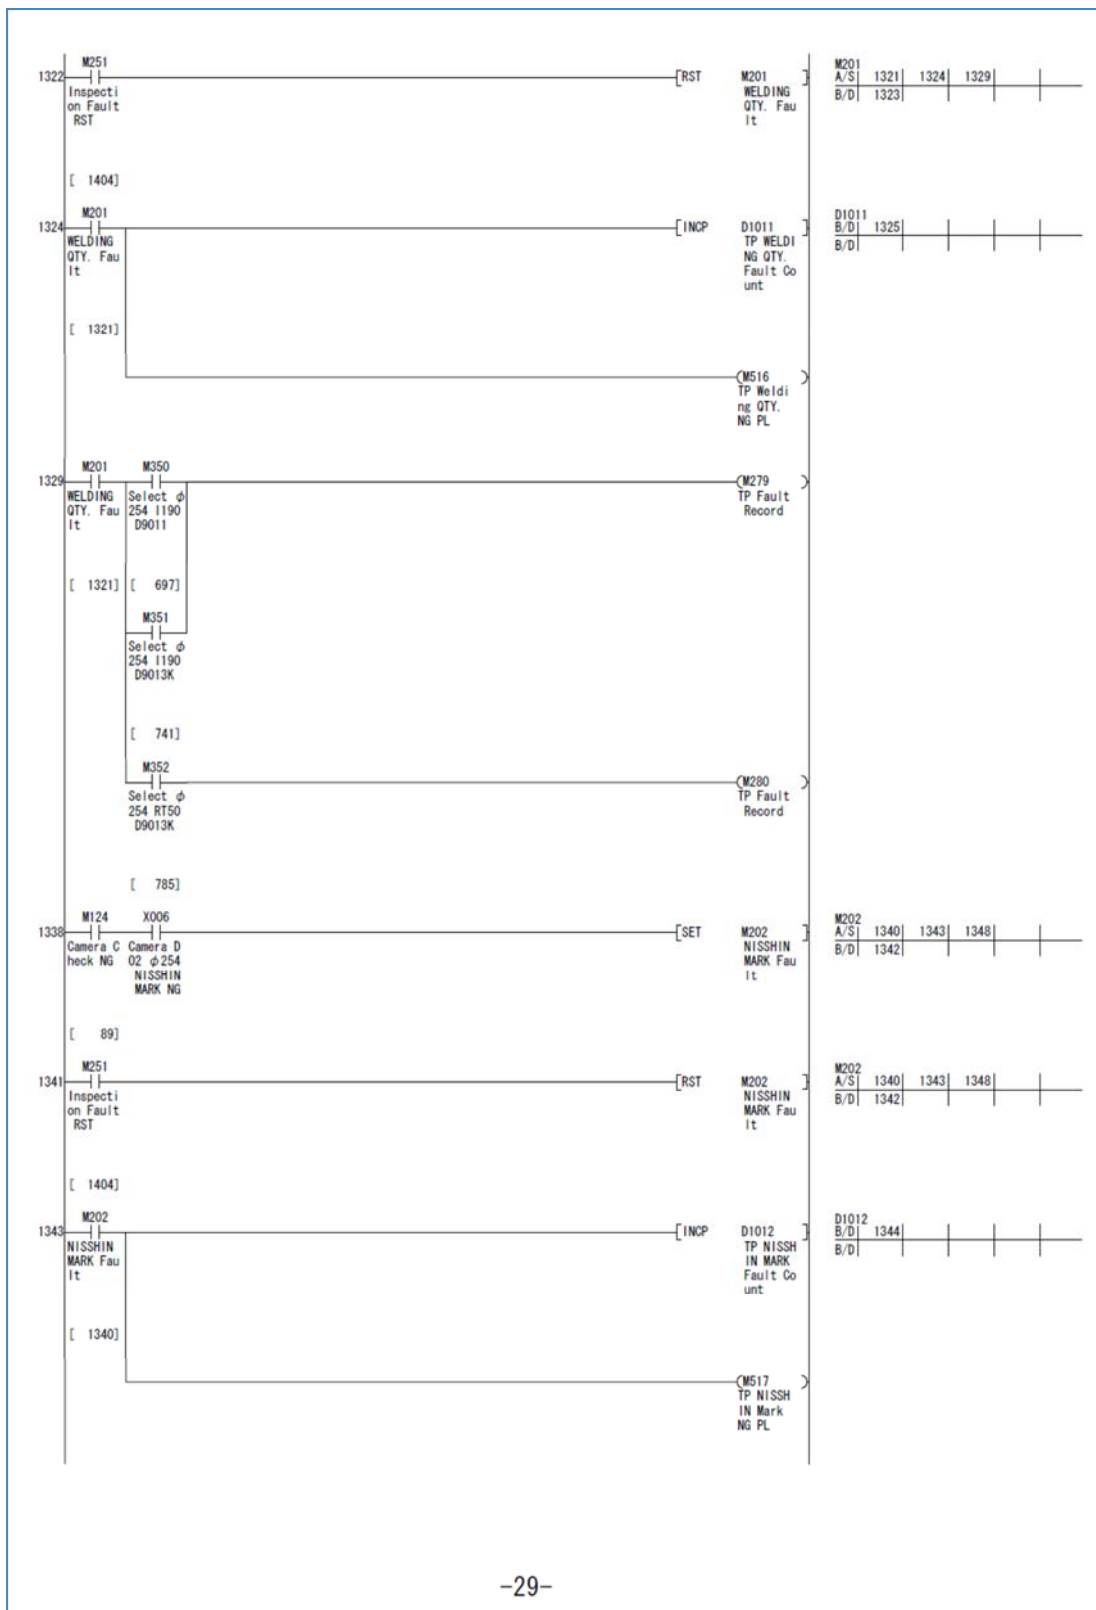 M251
1322
[RST M201 ]
Inspecti
on Fault
RST
WELDING
QTY. Fau
lt
M201
A/S| 1321| 1324| 1329|
B/D| 1323|
[ 1404]
M201
1324
[INCP D1011 ]
WELDING
QTY. Fau
lt
TP WELDI
NG QTY.
Fault Co
unt
D1011
B/D| 1325|
B/D|
[ 1321]
(M516 )
TP Weldi
ng QTY.
NG PL
M201 M350
1329
(M279 )
WELDING
QTY. Fau
lt
Select φ
254 I190
D9011
TP Fault
Record
[ 1321] [ 697]
M351
Select φ
254 I190
D9013K
[ 741]
M352
(M280 )
Select φ
254 RT50
D9013K
TP Fault
Record
[ 785]
M124 X006
1338
[SET M202 ]
Camera C
heck NG
Camera D
02 φ254
NISSHIN
MARK NG
NISSHIN
MARK Fau
lt
M202
A/S| 1340| 1343| 1348|
B/D| 1342|
[ 89]
M251
1341
[RST M202 ]
Inspecti
on Fault
RST
NISSHIN
MARK Fau
lt
M202
A/S| 1340| 1343| 1348|
B/D| 1342|
[ 1404]
M202
1343
[INCP D1012 ]
NISSHIN
MARK Fau
lt
TP NISSH
IN MARK
Fault Co
unt
D1012
B/D| 1344|
B/D|
[ 1340]
(M517 )
TP NISSH
IN Mark
NG PL
-29-